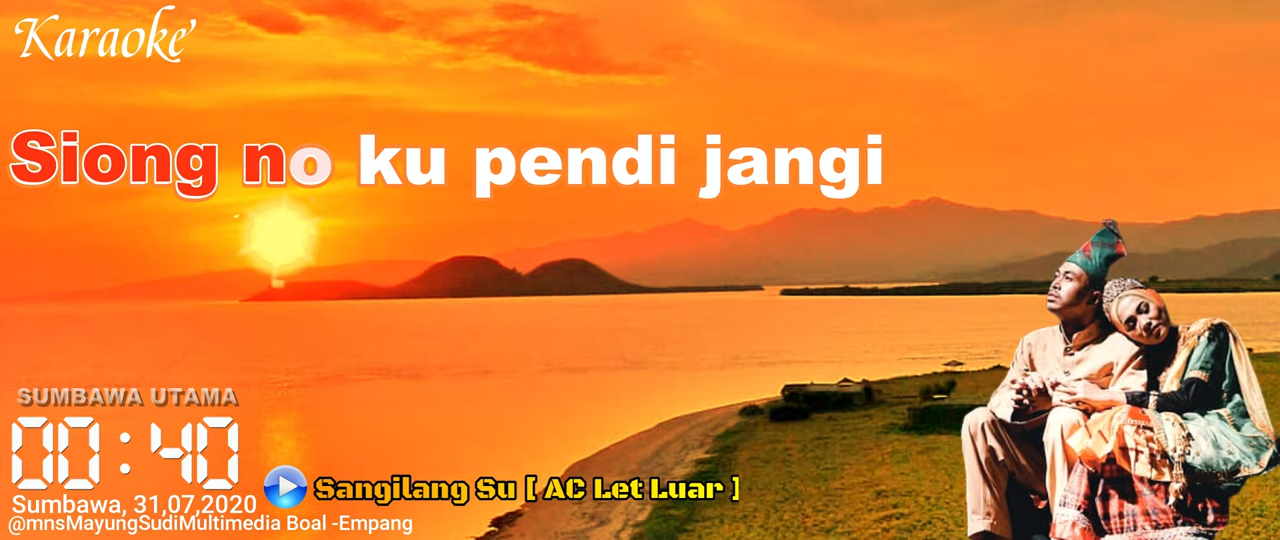 Karaoke'
Siong no ku pendi jangi
SUMBAWA UTAMA
00:40
Sangilang Su [ AC Let Luar ]
Sumbawa, 31,07,2020
@mnsMayungSudiMultimedia Boal -Empang